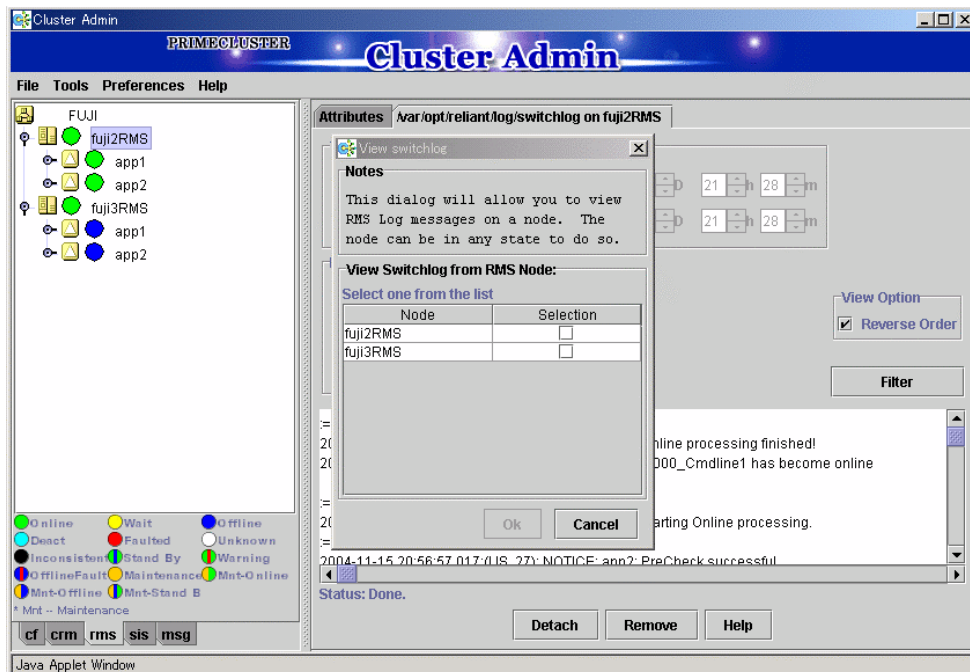 Cluster Admin
PRIMECLUSTER
Cluster Admin
File Tools Preferences Help
FUJI
fuji2RMS
app1
app2
fuji3RMS
app1
app2
Online Wait Offline
Deact Faulted Unknown
Inconsistent Stand By Warning
OfflineFault Maintenance Mnt-Online
Mnt-Offline Mnt-Stand B
* Mnt -- Maintenance
cf crm rms sis msg
Attributes /var/opt/reliant/log/switchlog on fuji2RMS
D 21 h 28 m
D 21 h 28 m
View Option
Reverse Order
Filter
View switchlog
Notes
This dialog will allow you to view
RMS Log messages on a node. The
node can be in any state to do so.
View Switchlog from RMS Node:
Select one from the list
Node Selection
fuji2RMS
fuji3RMS
Ok Cancel
:=
20 nline processing finished!
20 000_Cmdline1 has become online
:=
20 arting Online processing.
:=
2004-11-15 20:56:57.017:(US, 27): NOTICE: app2: PreCheck successful
Status: Done.
Detach Remove Help
Java Applet Window